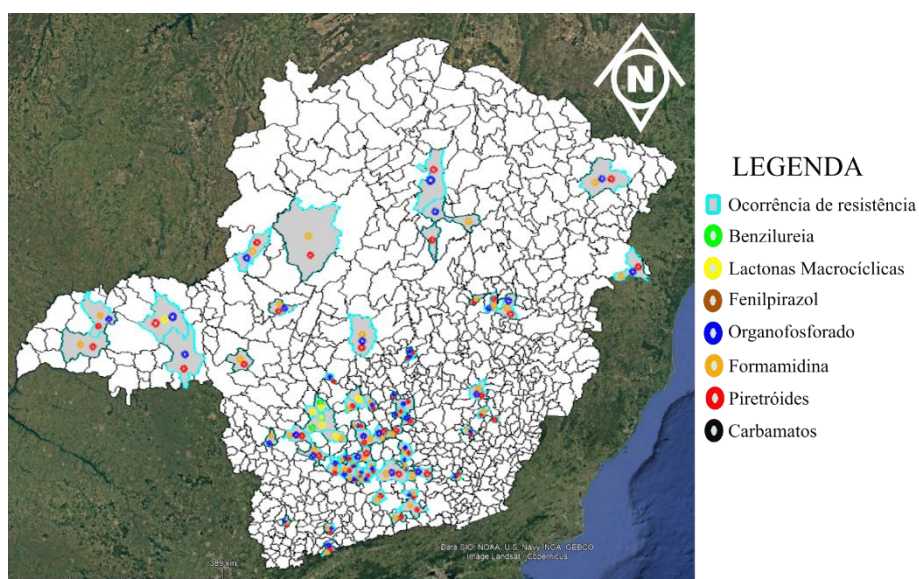 N
LEGENDA
Ocorrência de resistência
Benzilureia
Lactonas Macrocíclicas
Fenilpirazol
Organofosforado
Formamidina
Piretróides
Carbamatos
Data SIO, NOAA, U.S. Navy, NGA, GEBCO
Image Landsat / Copernicus
389 km